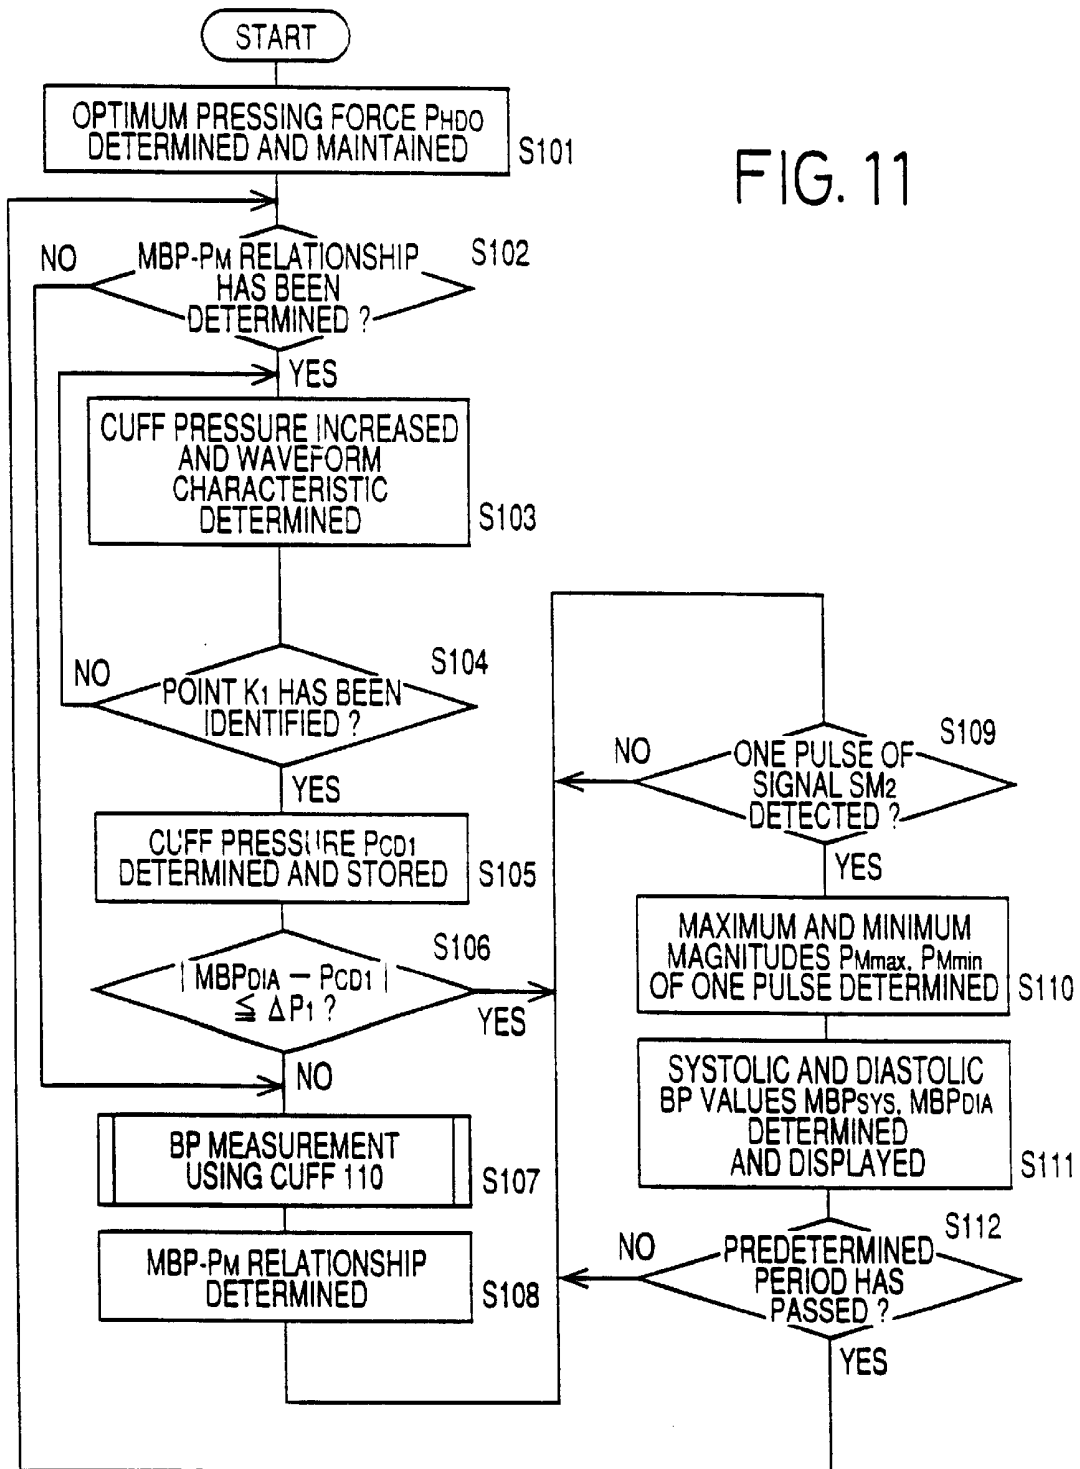 START
OPTIMUM PRESSING FORCE PHDO
DETERMINED AND MAINTAINED
S101
FIG. 11
MBP-PM RELATIONSHIP
HAS BEEN
DETERMINED ?
S102
NO
YES
CUFF PRESSURE INCREASED
AND WAVEFORM
CHARACTERISTIC
DETERMINED
S103
POINT K1 HAS BEEN
IDENTIFIED ?
S104
NO
YES
CUFF PRESSURE PCD1
DETERMINED AND STORED
S105
| MBPDIA – PCD1 |
≦ ΔP1 ?
S106
YES
NO
BP MEASUREMENT
USING CUFF 110
S107
MBP-PM RELATIONSHIP
DETERMINED
S108
ONE PULSE OF
SIGNAL SM2
DETECTED ?
S109
NO
YES
MAXIMUM AND MINIMUM
MAGNITUDES PMmax, PMmin
OF ONE PULSE DETERMINED
S110
SYSTOLIC AND DIASTOLIC
BP VALUES MBPSYS, MBPDIA
DETERMINED
AND DISPLAYED
S111
PREDETERMINED
PERIOD HAS
PASSED ?
S112
NO
YES